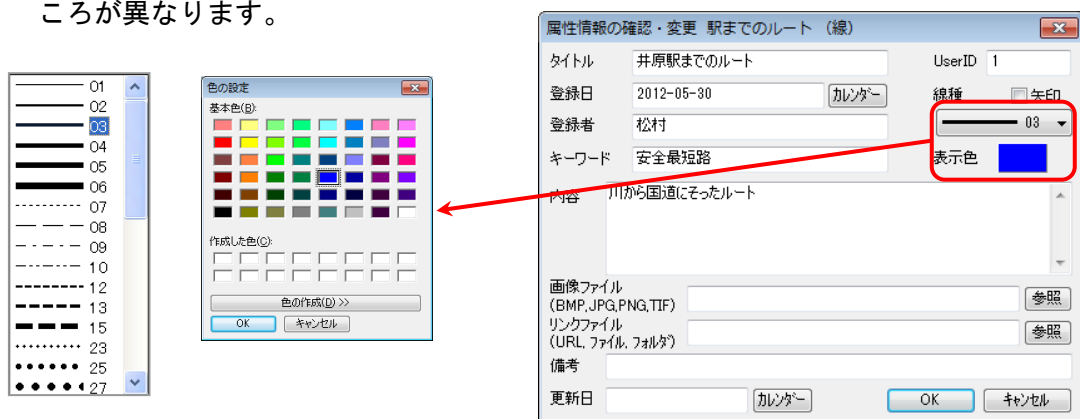 ころが異なります。
01
02
03
04
05
06
07
08
09
10
12
13
15
23
25
27
色の設定
基本色(B):
作成した色(C):
色の作成(D) >>
OK キャンセル
属性情報の確認・変更 駅までのルート （線）
タイトル 井原駅までのルート UserID 1
登録日 2012-05-30 カレンダー 線種 矢印
登録者 松村 03
キーワード 安全最短路 表示色
内容 川から国道にそったルート
画像ファイル
(BMP,JPG,PNG,TIF) 参照
リンクファイル
(URL, ファイル, フォルダ) 参照
備考
更新日 カレンダー OK キャンセル